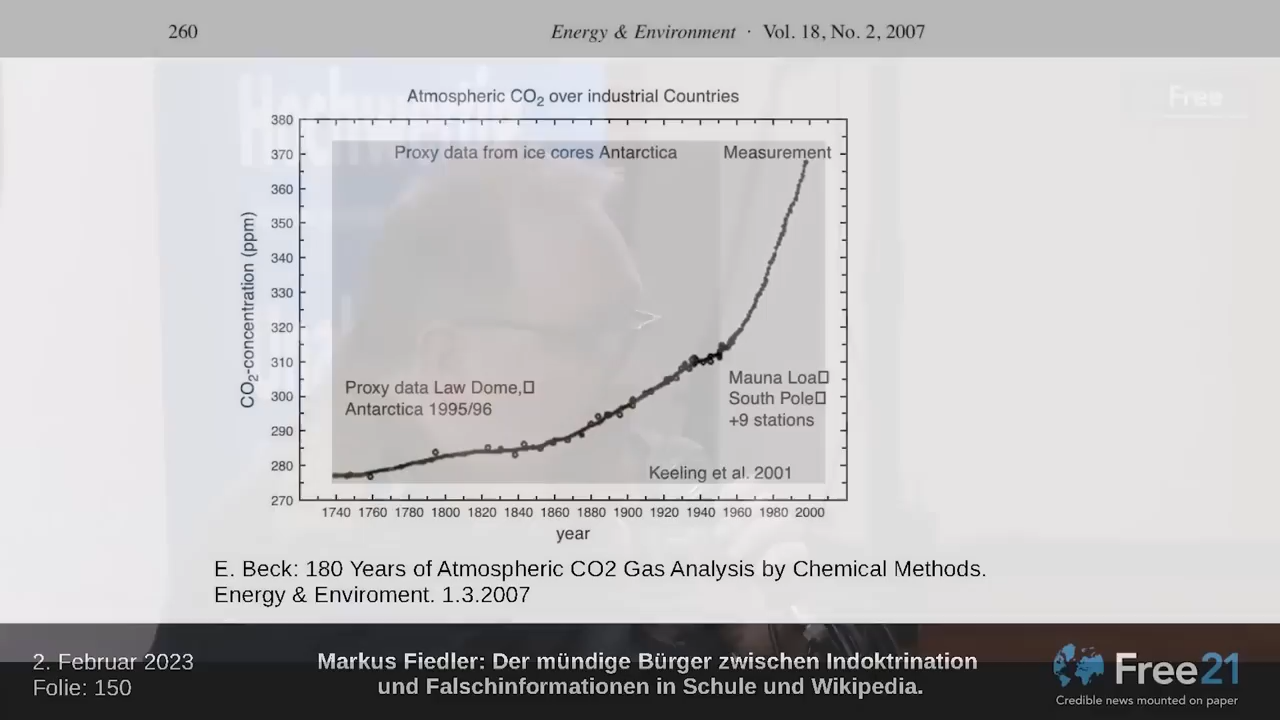 260
Energy & Environment · Vol. 18, No. 2, 2007
Free
Atmospheric CO2 over industrial Countries
380
370
360
350
340
330
320
310
300
290
280
270
CO2-concentration (ppm)
Proxy data from ice cores Antarctica
Measurement
Proxy data Law Dome,
Antarctica 1995/96
Mauna Loa
South Pole
+9 stations
Keeling et al. 2001
1740 1760 1780 1800 1820 1840 1860 1880 1900 1920 1940 1960 1980 2000
year
E. Beck: 180 Years of Atmospheric CO2 Gas Analysis by Chemical Methods.
Energy & Enviroment. 1.3.2007
2. Februar 2023
Folie: 150
Markus Fiedler: Der mündige Bürger zwischen Indoktrination
und Falschinformationen in Schule und Wikipedia.
Free21
Credible news mounted on paper